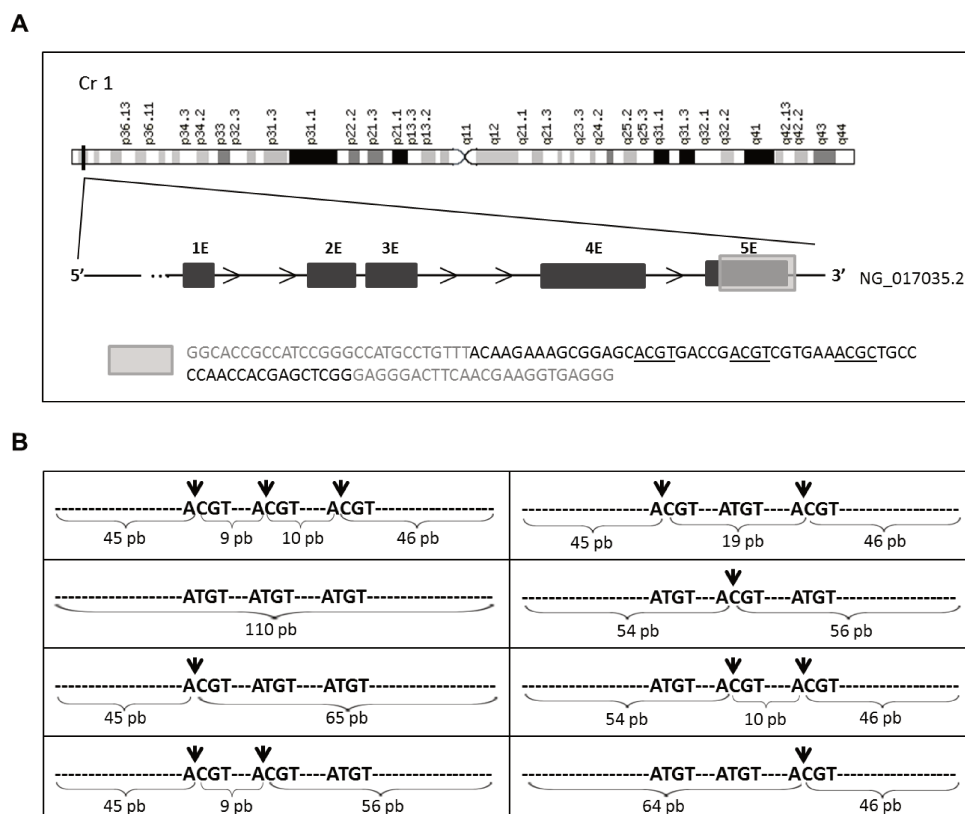 A
Cr 1
p36.13 p36.11 p34.3 p34.2 p33 p32.3 p31.3 p31.1 p22.2 p21.3 p21.1 p13.3 p13.2 q11 q12 q21.1 q21.3 q23.3 q24.2 q25.2 q25.3 q31.1 q31.3 q32.1 q32.2 q41 q42.13 q42.2 q43 q44
1E 2E 3E 4E 5E
5’ ... 3’ NG_017035.2
GGCACCGCCATCCGGGCCATGCCTGTTTACAAGAAAGCGGAGCACGTGACCGACGTCGTGAAACGCTGCC
CCAACCACGAGCTCGGGAGGGACTTCAACGAAGGTGAGGG
B
ACGT---ACGT---ACGT
45 pb 9 pb 10 pb 46 pb
ACGT---ATGT---ACGT
45 pb 19 pb 46 pb
ATGT---ATGT---ATGT
110 pb
ATGT---ACGT---ATGT
54 pb 56 pb
ACGT---ATGT---ATGT
45 pb 65 pb
ATGT---ACGT---ACGT
54 pb 10 pb 46 pb
ACGT---ACGT---ATGT
45 pb 9 pb 56 pb
ATGT---ATGT---ACGT
64 pb 46 pb